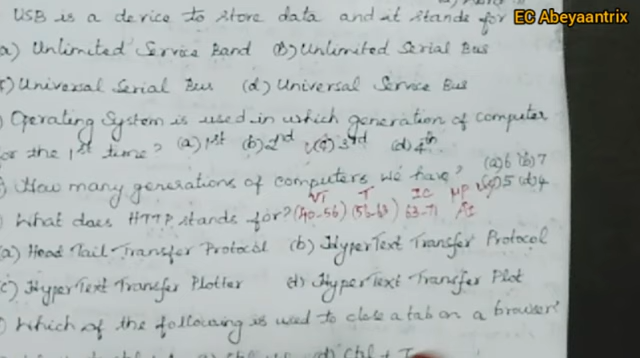 EC Abeyaantrix
USB is a device to store data and it stands for
a) Unlimited Service Band (b) Unlimited Serial Bus
) Universal Serial Bus (d) Universal Service Bus
) Operating System is used in which generation of computer
for the 1st time? (a) 1st (b) 2nd (c) 3rd (d) 4th
) How many generations of computers we have? (a) 6 (b) 7
(c) 5 (d) 4
VT T IC MP AI
) What does HTTP stands for? (40-56) (56-63) 63-71
(a) Head Tail Transfer Protocol (b) HyperText Transfer Protocol
c) HyperText Transfer Plotter d) HyperText Transfer Plot
) Which of the following is used to close a tab on a browser?
d) Ctrl + T